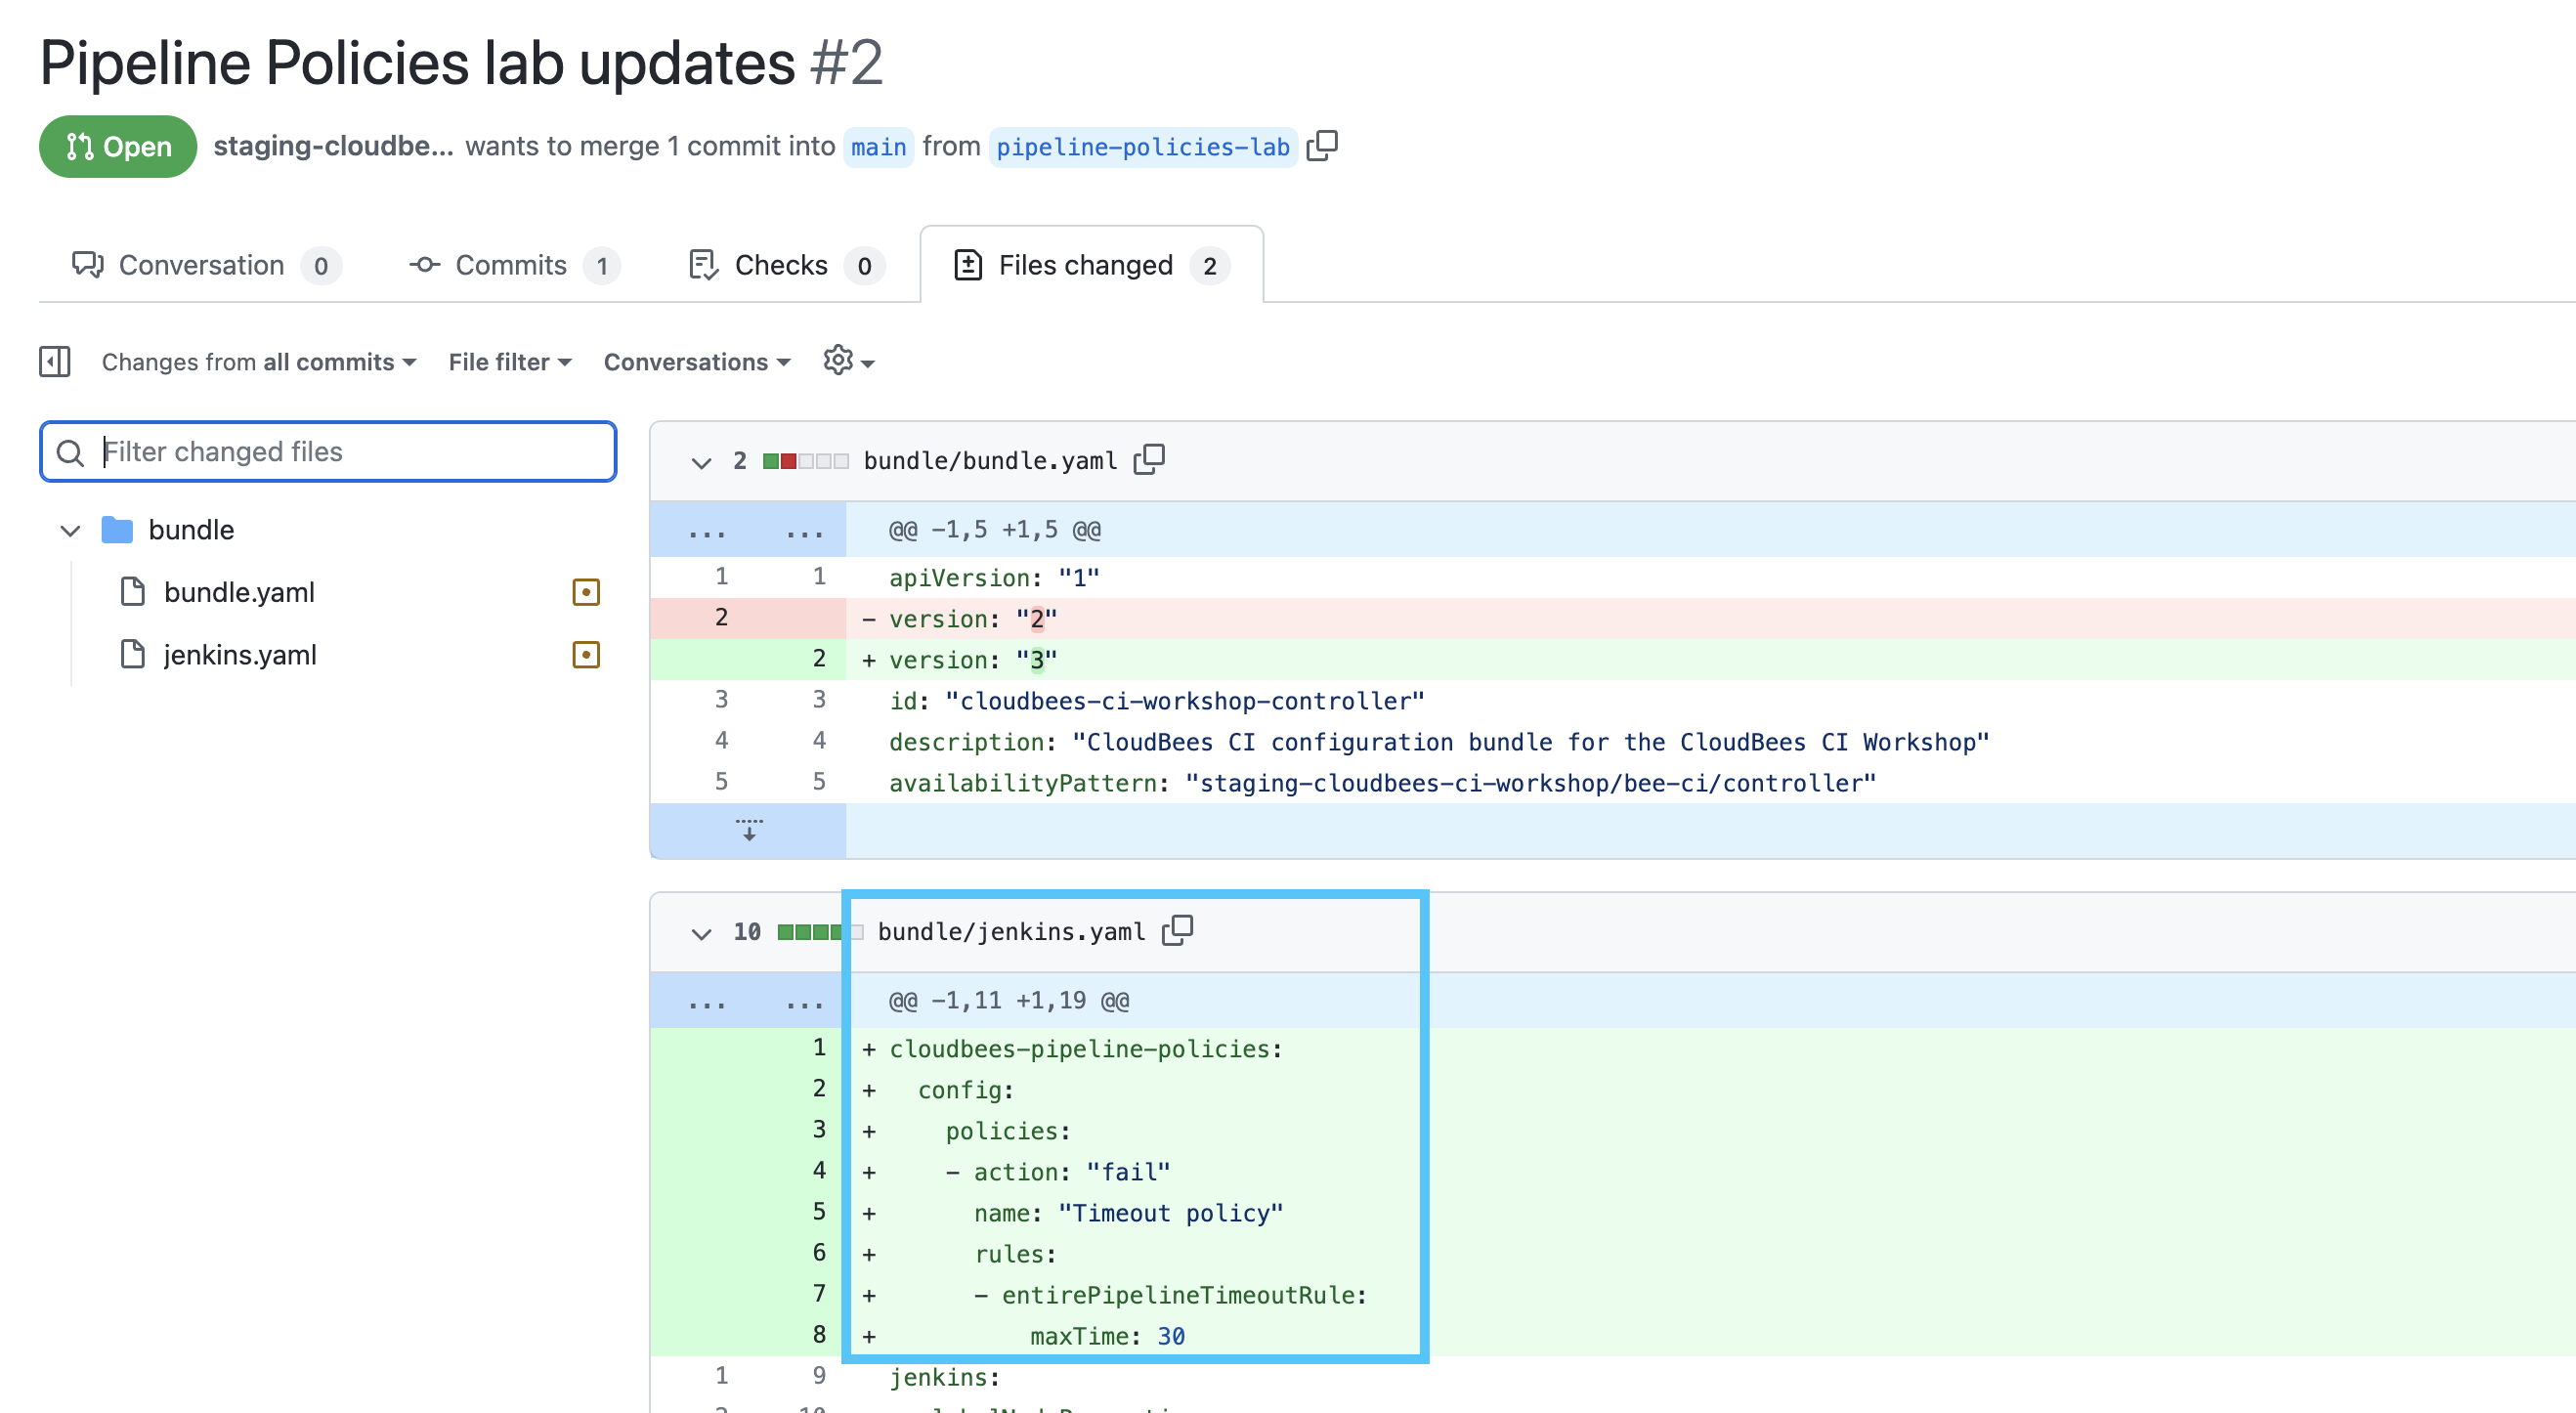 Pipeline Policies lab updates #2
Open staging-cloudbe... wants to merge 1 commit into main from pipeline-policies-lab
Conversation 0 Commits 1 Checks 0 Files changed 2
Changes from all commits File filter Conversations
Filter changed files
bundle
bundle.yaml
jenkins.yaml
2 bundle/bundle.yaml
... ... @@ -1,5 +1,5 @@
1 1 apiVersion: "1"
2 - version: "2"
2 + version: "3"
3 3 id: "cloudbees-ci-workshop-controller"
4 4 description: "CloudBees CI configuration bundle for the CloudBees CI Workshop"
5 5 availabilityPattern: "staging-cloudbees-ci-workshop/bee-ci/controller"
10 bundle/jenkins.yaml
... ... @@ -1,11 +1,19 @@
1 + cloudbees-pipeline-policies:
2 + config:
3 + policies:
4 + - action: "fail"
5 + name: "Timeout policy"
6 + rules:
7 + - entirePipelineTimeoutRule:
8 + maxTime: 30
1 9 jenkins: